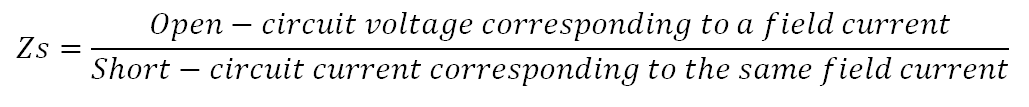 Open − circuit voltage corresponding to a field current
Zs =
Short − circuit current corresponding to the same field current